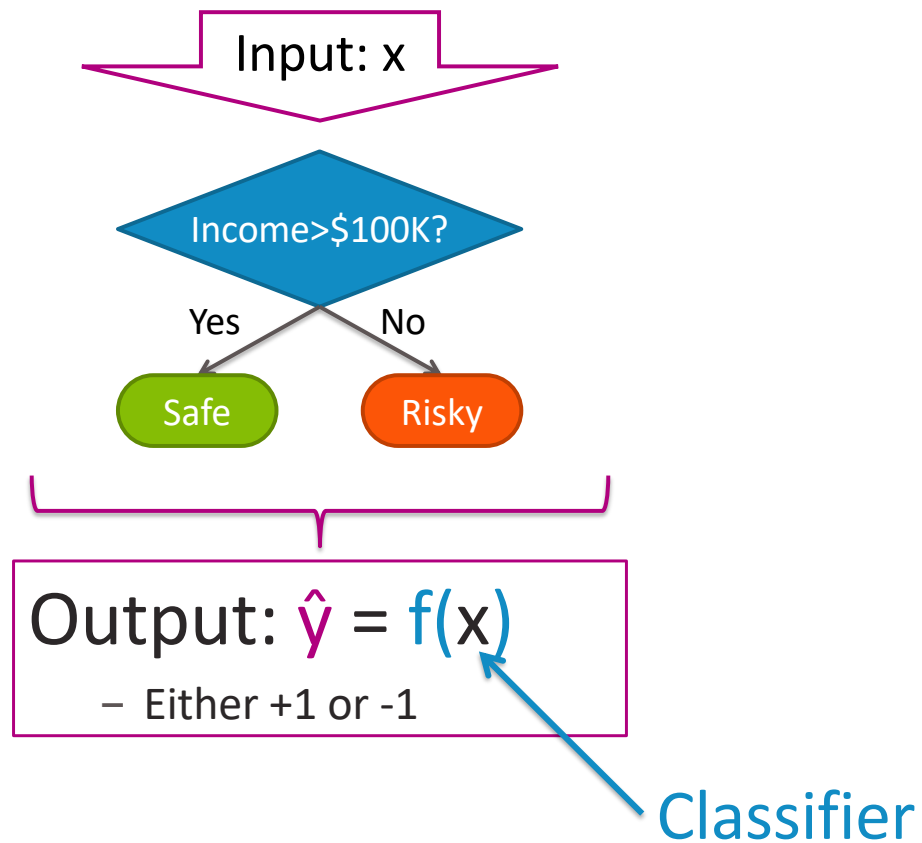 Input: x
Income>$100K?
Yes No
Safe Risky
Output: ŷ = f(x)
– Either +1 or -1
Classifier